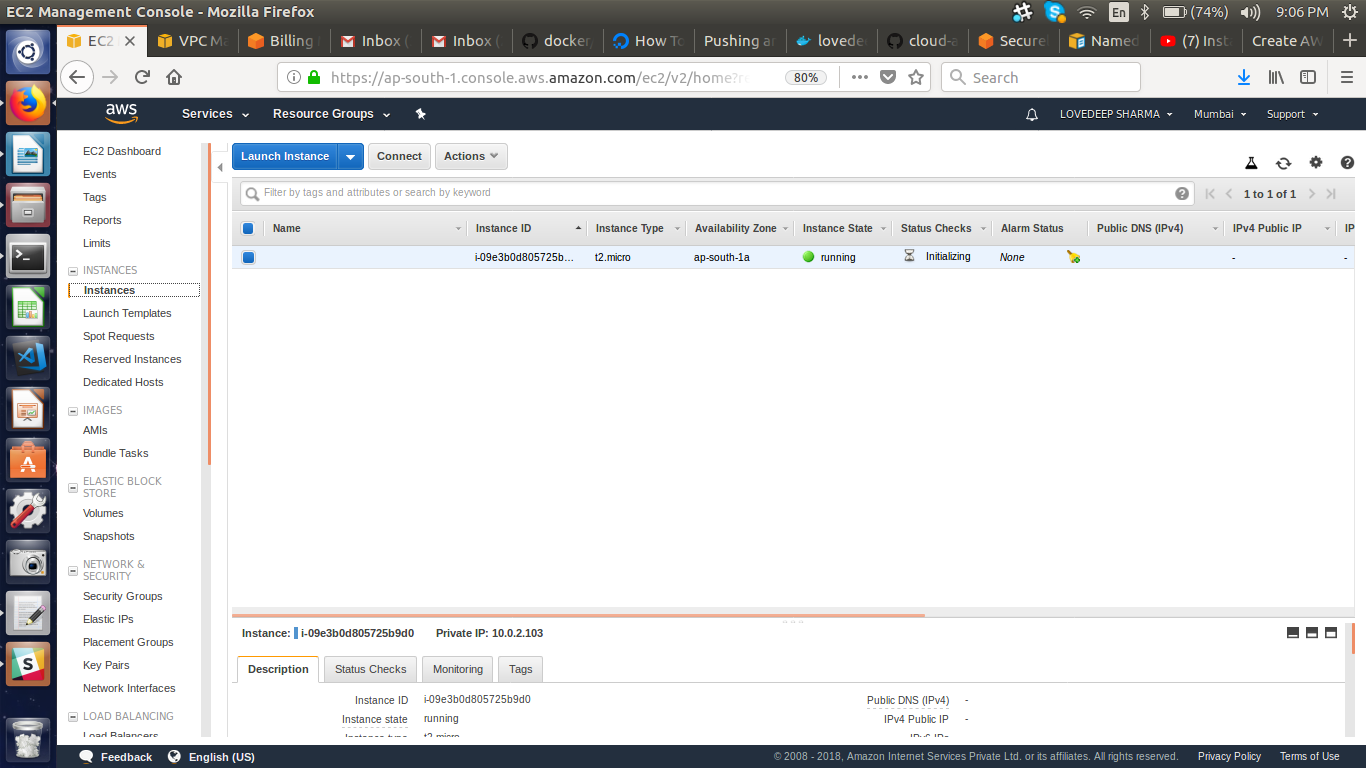 EC2 Management Console - Mozilla Firefox
En (74%) 9:06 PM
EC2 VPC Ma Billing Inbox ( Inbox ( docker/ How To Pushing an lovede cloud-a Secure Named (7) Inst Create AW
https://ap-south-1.console.aws.amazon.com/ec2/v2/home?re 80% Search
aws Services Resource Groups LOVEDEEP SHARMA Mumbai Support
EC2 Dashboard
Events
Tags
Reports
Limits
INSTANCES
Instances
Launch Templates
Spot Requests
Reserved Instances
Dedicated Hosts
IMAGES
AMIs
Bundle Tasks
ELASTIC BLOCK
STORE
Volumes
Snapshots
NETWORK &
SECURITY
Security Groups
Elastic IPs
Placement Groups
Key Pairs
Network Interfaces
LOAD BALANCING
Load Balancers
Launch Instance Connect Actions
Filter by tags and attributes or search by keyword 1 to 1 of 1
Name Instance ID Instance Type Availability Zone Instance State Status Checks Alarm Status Public DNS (IPv4) IPv4 Public IP IP
i-09e3b0d805725b... t2.micro ap-south-1a running Initializing None - -
Instance: i-09e3b0d805725b9d0 Private IP: 10.0.2.103
Description Status Checks Monitoring Tags
Instance ID i-09e3b0d805725b9d0 Public DNS (IPv4) -
Instance state running IPv4 Public IP -
Instance type t2.micro IPv6 IPs
Feedback English (US) © 2008 - 2018, Amazon Internet Services Private Ltd. or its affiliates. All rights reserved. Privacy Policy Terms of Use